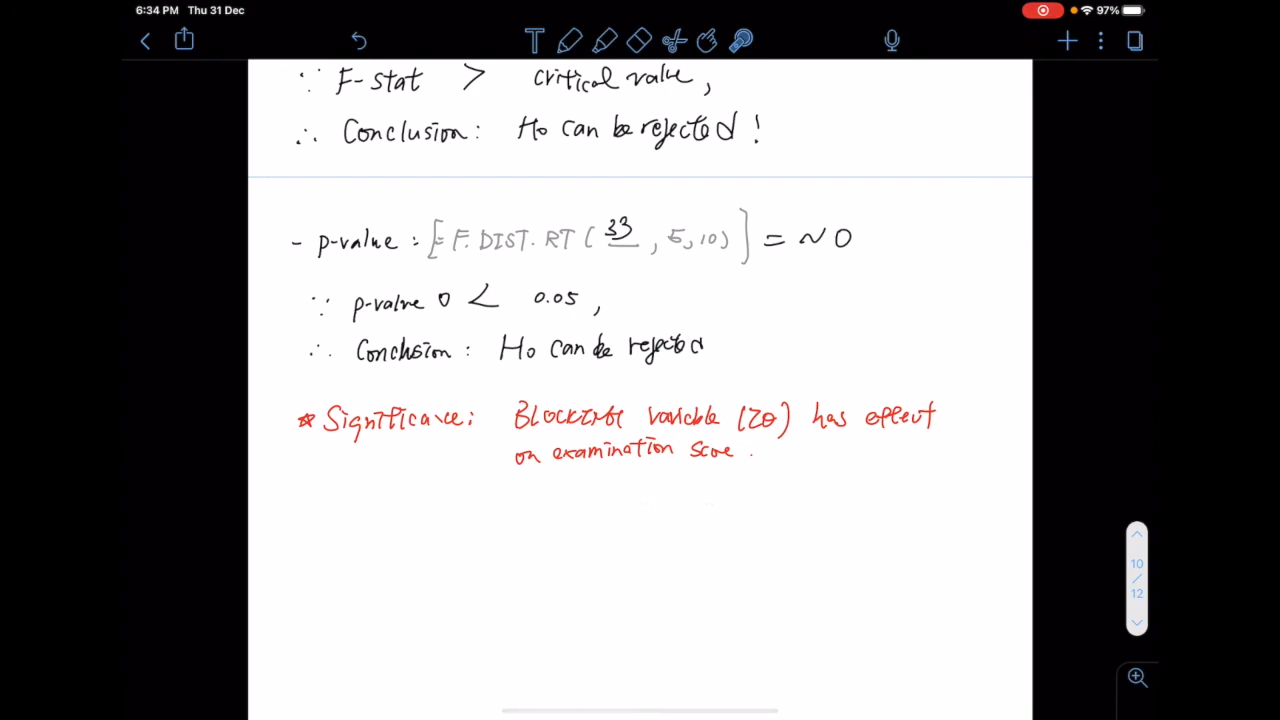 6:34 PM Thu 31 Dec
97%
∵ F-stat > critical value,
∴ Conclusion: Ho can be rejected!
- p-value: [= F.DIST.RT(33, 5, 10)] = ~0
∵ p-value 0 < 0.05,
∴ Conclusion: Ho can be rejected
* Significance: Blocking variable (IQ) has effect
on examination score.
10
/
12